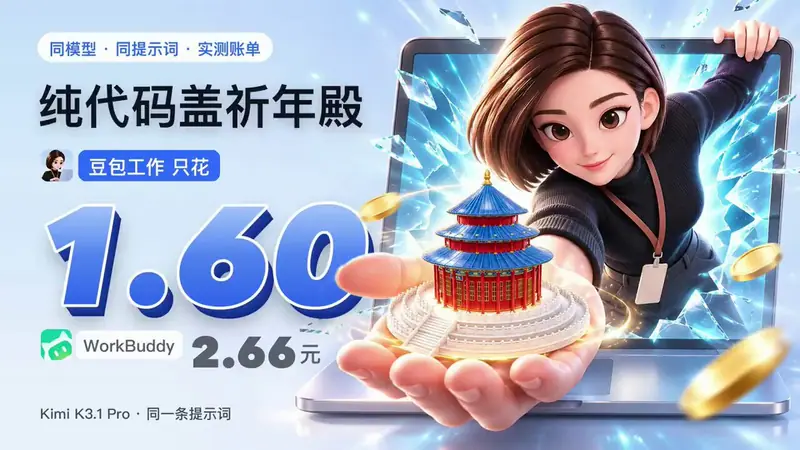 同模型 · 同提示词 · 实测账单
纯代码盖祈年殿
豆包工作 只花
1.60
WorkBuddy 2.66元
Kimi K3.1 Pro · 同一条提示词